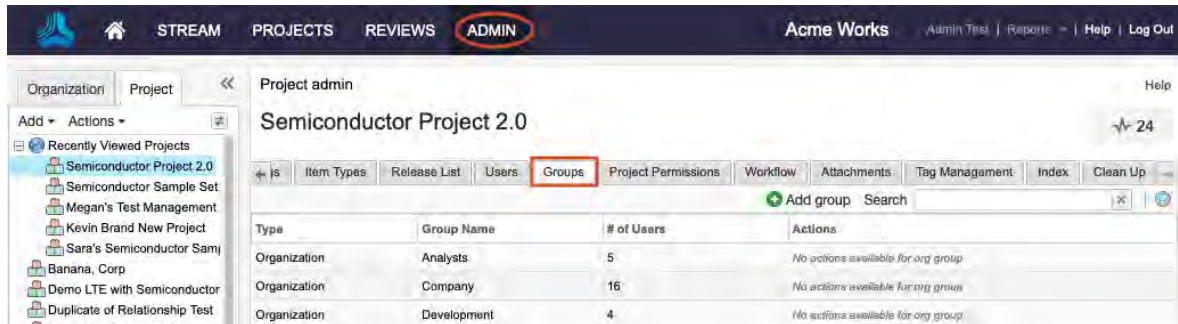 STREAM PROJECTS REVIEWS ADMIN Acme Works Admin Test | Reports | Help | Log Out
Organization Project «
Add Actions
Recently Viewed Projects
Semiconductor Project 2.0
Semiconductor Sample Set
Megan's Test Management
Kevin Brand New Project
Sara's Semiconductor Samp
Banana, Corp
Demo LTE with Semiconductor
Duplicate of Relationship Test
Project admin Help
Semiconductor Project 2.0 24
Item Types Release List Users Groups Project Permissions Workflow Attachments Tag Management Index Clean Up
Add group Search
Type Group Name # of Users Actions
Organization Analysts 5 No actions available for org group
Organization Company 16 No actions available for org group
Organization Development 4 No actions available for org group